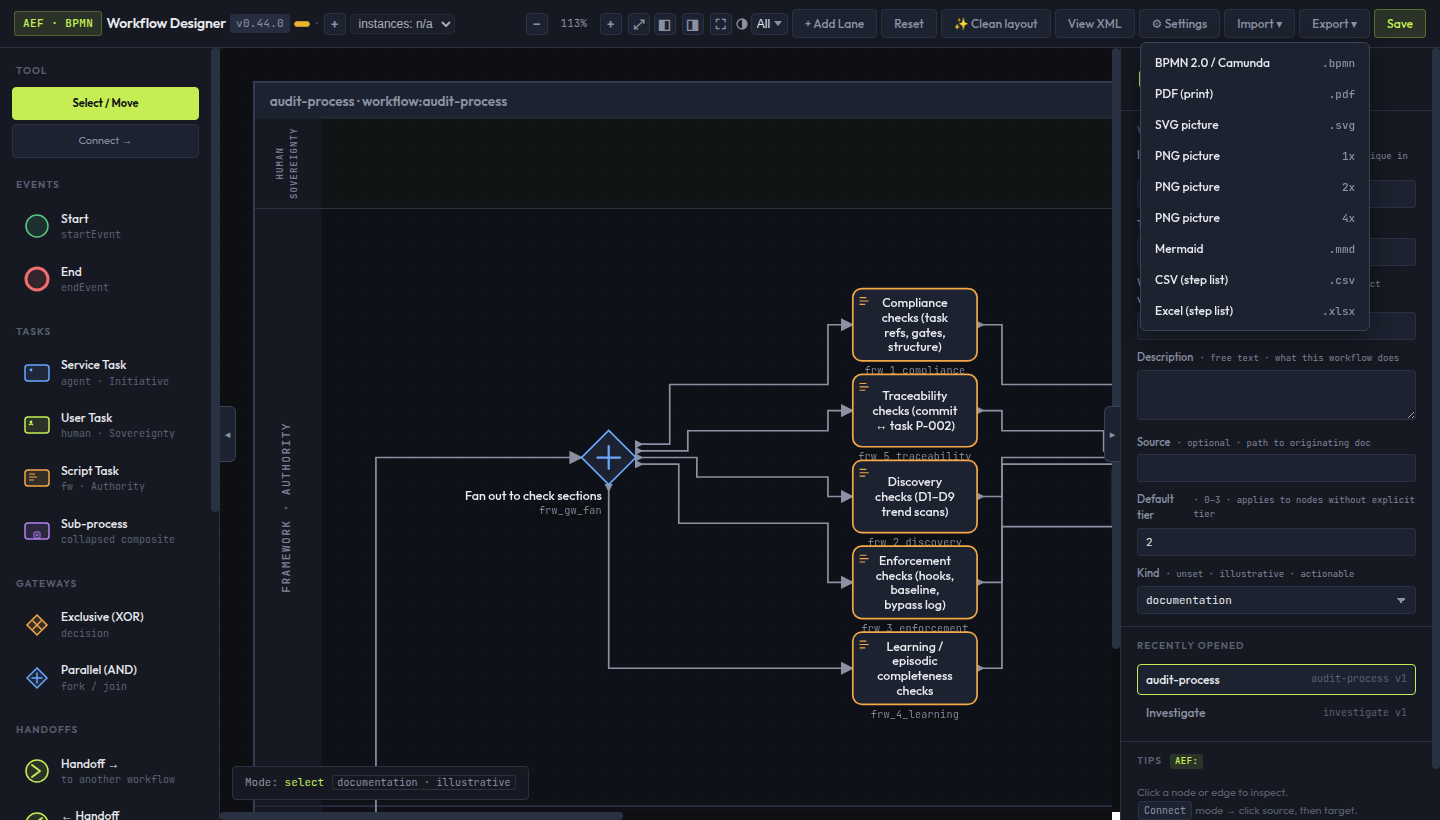 AEF · BPMN Workflow Designer v0.44.0 · + instances: n/a − 113% + All + Add Lane Reset ✨ Clean layout View XML ⚙ Settings Import ▾ Export ▾ Save
TOOL
Select / Move
Connect →
EVENTS
Start
startEvent
End
endEvent
TASKS
Service Task
agent · Initiative
User Task
human · Sovereignty
Script Task
fw · Authority
Sub-process
collapsed composite
GATEWAYS
Exclusive (XOR)
decision
Parallel (AND)
fork / join
HANDOFFS
Handoff →
to another workflow
← Handoff
audit-process · workflow:audit-process
HUMAN
SOVEREIGNTY
FRAMEWORK · AUTHORITY
Fan out to check sections
frw_gw_fan
Compliance
checks (task
refs, gates,
structure)
frw_1_compliance
Traceability
checks (commit
↔ task P-002)
frw_5_traceability
Discovery
checks (D1–D9
trend scans)
frw_2_discovery
Enforcement
checks (hooks,
baseline,
bypass log)
frw_3_enforcement
Learning /
episodic
completeness
checks
frw_4_learning
Mode: select documentation · illustrative
BPMN 2.0 / Camunda .bpmn
PDF (print) .pdf
SVG picture .svg
PNG picture 1x
PNG picture 2x
PNG picture 4x
Mermaid .mmd
CSV (step list) .csv
Excel (step list) .xlsx
Description · free text · what this workflow does
Source · optional · path to originating doc
Default tier · 0–3 · applies to nodes without explicit tier
2
Kind · unset · illustrative · actionable
documentation
RECENTLY OPENED
audit-process audit-process v1
Investigate investigate v1
TIPS AEF:
Click a node or edge to inspect.
Connect mode → click source, then target.